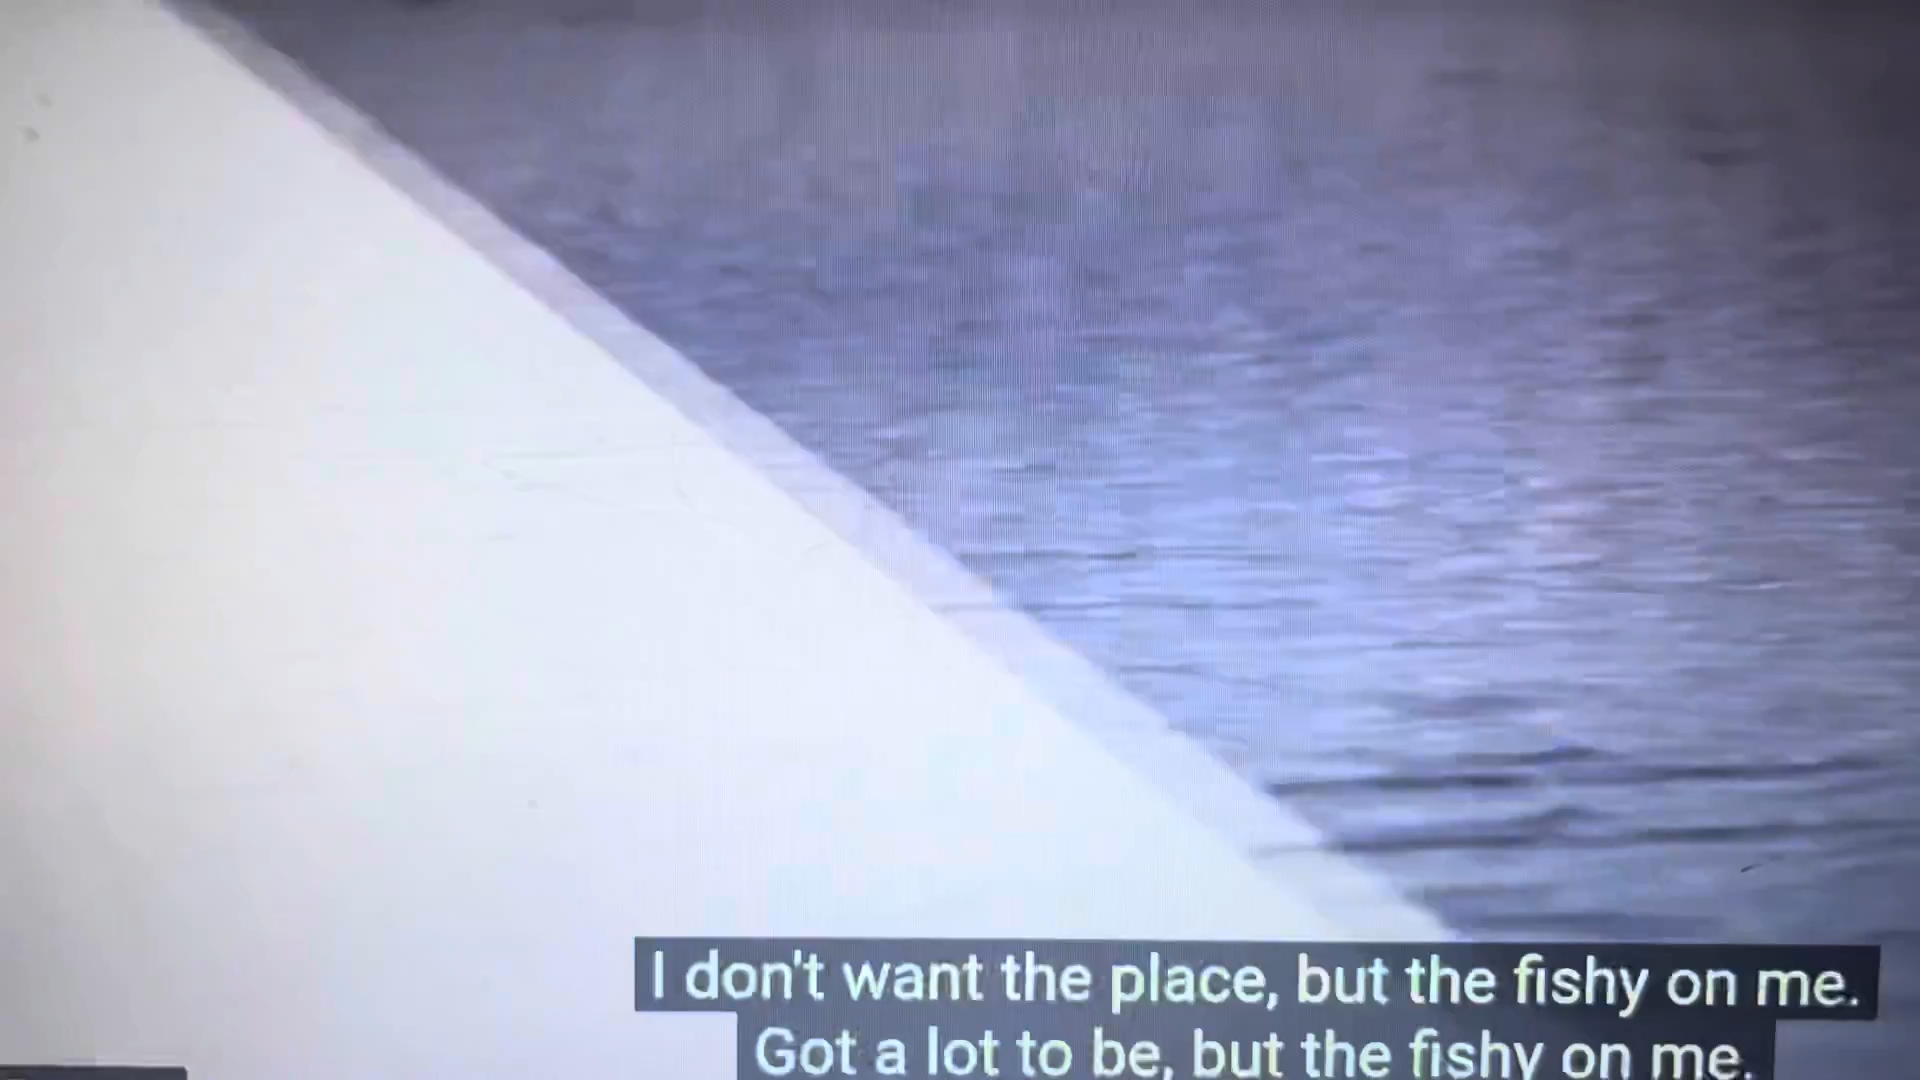 I don't want the place, but the fishy on me.
Got a lot to be, but the fishy on me.